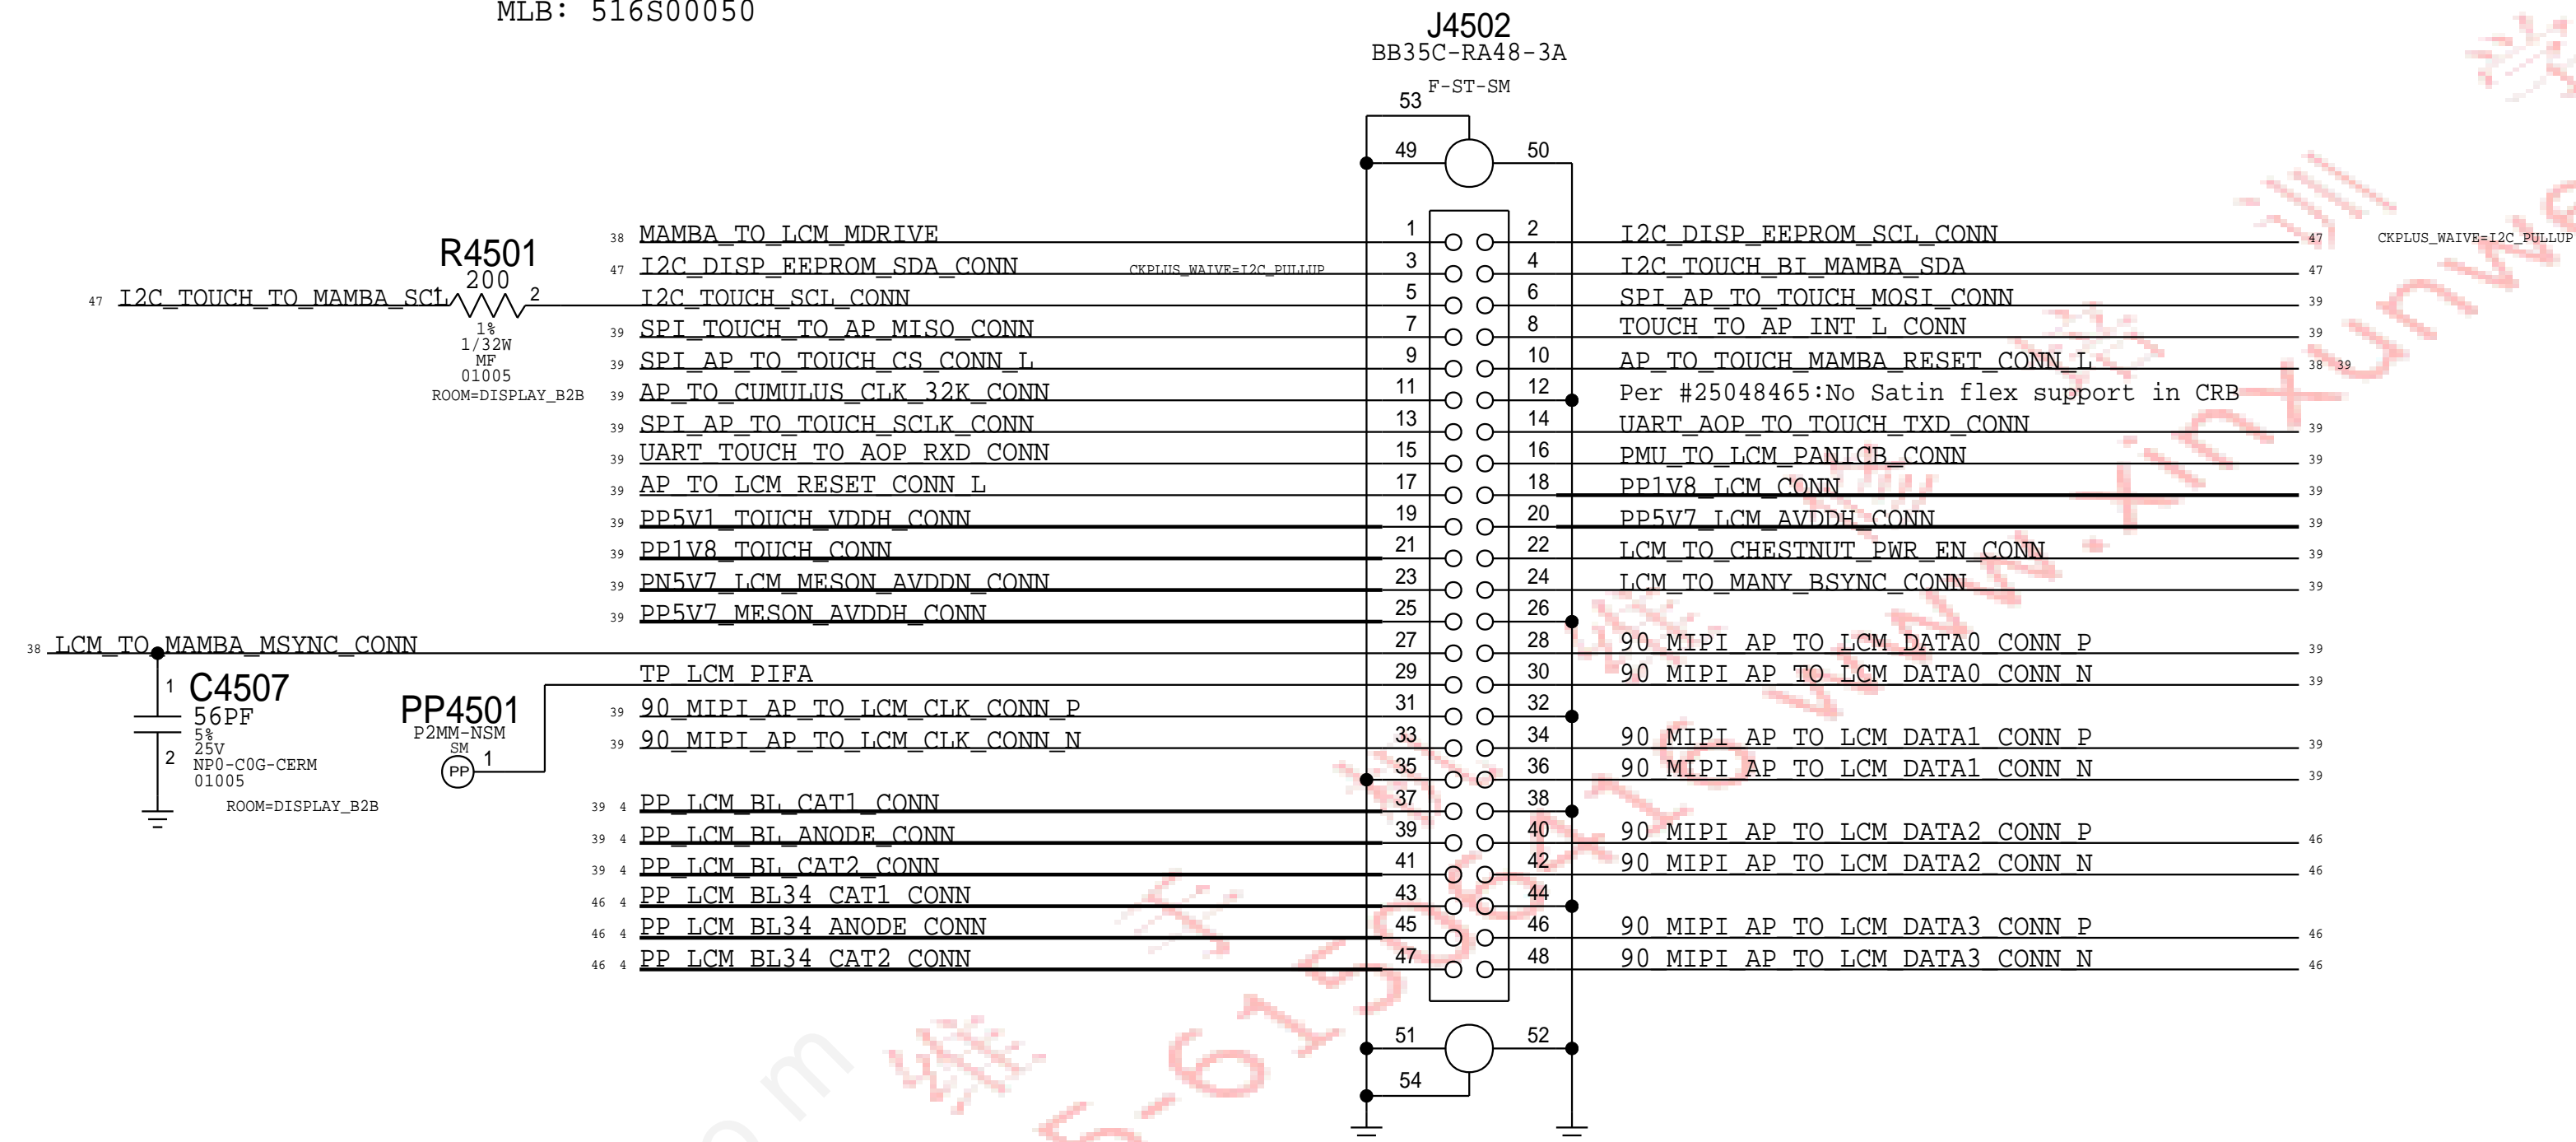 MLB: 516S00050
J4502
BB35C-RA48-3A
F-ST-SM
53
49 50
38 MAMBA_TO_LCM_MDRIVE 1 2 I2C_DISP_EEPROM_SCL_CONN 47 CKPLUS_WAIVE=I2C_PULLUP
47 I2C_DISP_EEPROM_SDA_CONN CKPLUS_WAIVE=I2C_PULLUP 3 4 I2C_TOUCH_BI_MAMBA_SDA 47
R4501
200
47 I2C_TOUCH_TO_MAMBA_SCL 1 2 I2C_TOUCH_SCL_CONN 5 6 SPI_AP_TO_TOUCH_MOSI_CONN 39
1%
1/32W
MF
01005
ROOM=DISPLAY_B2B
39 SPI_TOUCH_TO_AP_MISO_CONN 7 8 TOUCH_TO_AP_INT_L_CONN 39
39 SPI_AP_TO_TOUCH_CS_CONN_L 9 10 AP_TO_TOUCH_MAMBA_RESET_CONN_L 38 39
39 AP_TO_CUMULUS_CLK_32K_CONN 11 12 Per #25048465:No Satin flex support in CRB
39 SPI_AP_TO_TOUCH_SCLK_CONN 13 14 UART_AOP_TO_TOUCH_TXD_CONN 39
39 UART_TOUCH_TO_AOP_RXD_CONN 15 16 PMU_TO_LCM_PANICB_CONN 39
39 AP_TO_LCM_RESET_CONN_L 17 18 PP1V8_LCM_CONN 39
39 PP5V1_TOUCH_VDDH_CONN 19 20 PP5V7_LCM_AVDDH_CONN 39
39 PP1V8_TOUCH_CONN 21 22 LCM_TO_CHESTNUT_PWR_EN_CONN 39
39 PN5V7_LCM_MESON_AVDDN_CONN 23 24 LCM_TO_MANY_BSYNC_CONN 39
39 PP5V7_MESON_AVDDH_CONN 25 26
38 LCM_TO_MAMBA_MSYNC_CONN 27 28 90_MIPI_AP_TO_LCM_DATA0_CONN_P 39
TP_LCM_PIFA 29 30 90_MIPI_AP_TO_LCM_DATA0_CONN_N 39
39 90_MIPI_AP_TO_LCM_CLK_CONN_P 31 32
39 90_MIPI_AP_TO_LCM_CLK_CONN_N 33 34 90_MIPI_AP_TO_LCM_DATA1_CONN_P 39
1 C4507
56PF
5%
25V
2 NP0-C0G-CERM
01005
ROOM=DISPLAY_B2B
PP4501
P2MM-NSM
SM
PP 1
35 36 90_MIPI_AP_TO_LCM_DATA1_CONN_N 39
39 4 PP_LCM_BL_CAT1_CONN 37 38
39 4 PP_LCM_BL_ANODE_CONN 39 40 90_MIPI_AP_TO_LCM_DATA2_CONN_P 46
39 4 PP_LCM_BL_CAT2_CONN 41 42 90_MIPI_AP_TO_LCM_DATA2_CONN_N 46
46 4 PP_LCM_BL34_CAT1_CONN 43 44
46 4 PP_LCM_BL34_ANODE_CONN 45 46 90_MIPI_AP_TO_LCM_DATA3_CONN_P 46
46 4 PP_LCM_BL34_CAT2_CONN 47 48 90_MIPI_AP_TO_LCM_DATA3_CONN_N 46
51 52
54